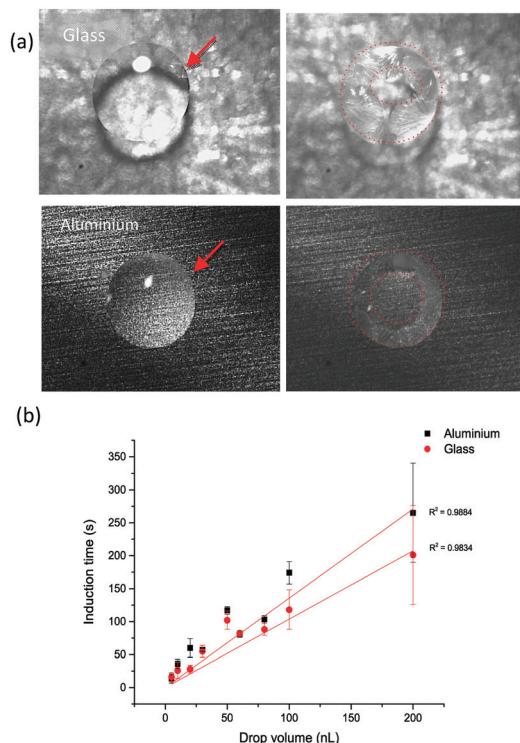 (a)
Glass
Aluminium
(b)
Aluminium
Glass
350
300
250
200
150
100
50
0
R² = 0.9884
R² = 0.9834
0
50
100
150
200
Induction time (s)
Drop volume (nL)